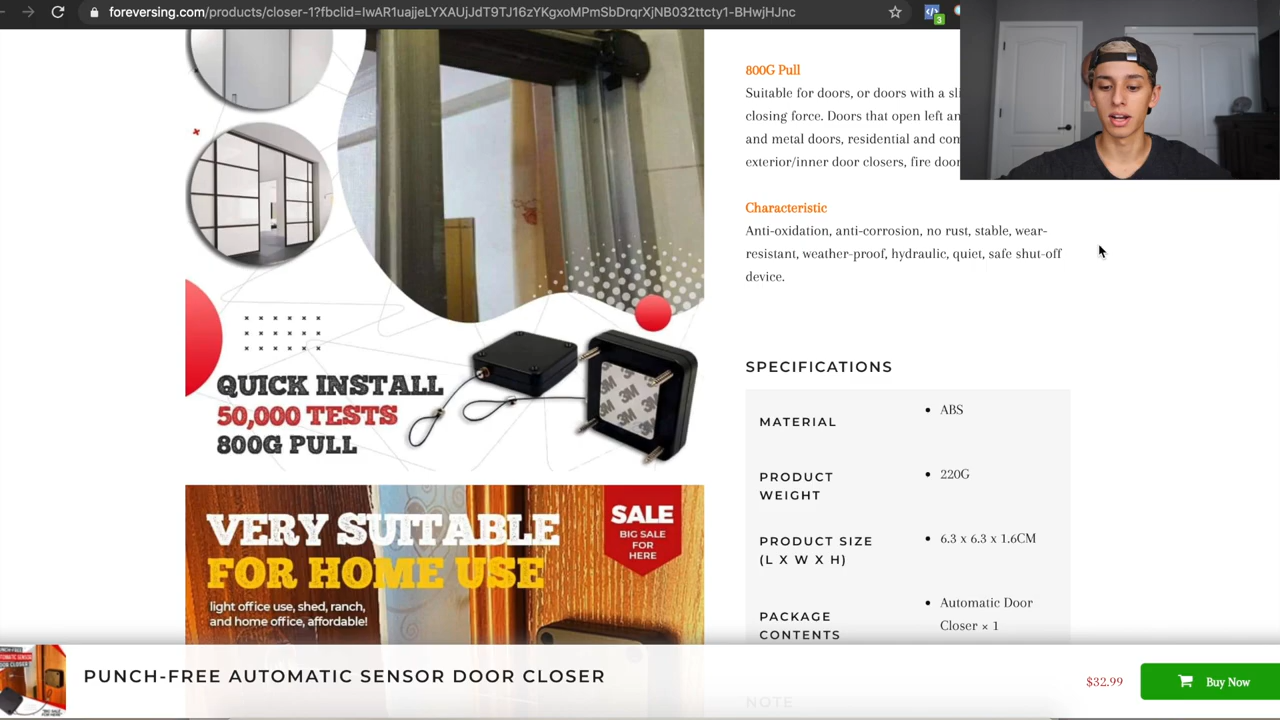 foreversing.com/products/closer-1?fbclid=IwAR1uajjeLYXAUjJdT9TJ16zYKgxoMPmSbDrqrXjNB032ttcty1-BHwjHJnc
3
800G Pull
Suitable for doors, or doors with a sli
closing force. Doors that open left an
and metal doors, residential and com
exterior/inner door closers, fire door
Characteristic
Anti-oxidation, anti-corrosion, no rust, stable, wear-
resistant, weather-proof, hydraulic, quiet, safe shut-off
device.
QUICK INSTALL
50,000 TESTS
800G PULL
3M
SPECIFICATIONS
MATERIAL
• ABS
PRODUCT
WEIGHT
• 220G
PRODUCT SIZE
(L X W X H)
• 6.3 x 6.3 x 1.6CM
PACKAGE
CONTENTS
• Automatic Door
Closer × 1
NOTE
VERY SUITABLE
FOR HOME USE
light office use, shed, ranch,
and home office, affordable!
SALE
BIG SALE
FOR
HERE
PUNCH-FREE AUTOMATIC SENSOR DOOR CLOSER
$32.99
Buy Now